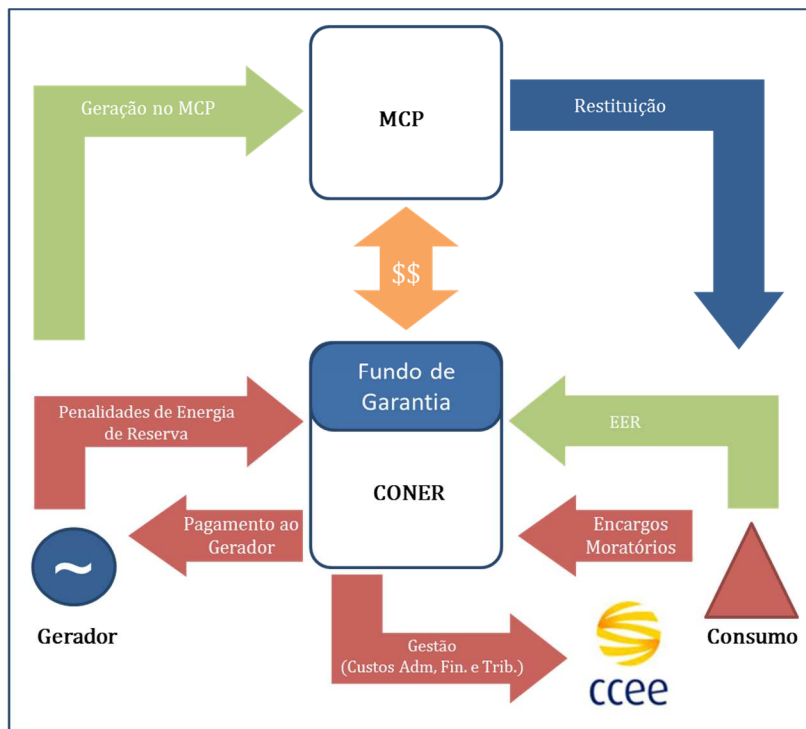 Geração no MCP
MCP
Restituição
$$
Fundo de
Garantia
Penalidades de Energia
de Reserva
EER
CONER
Pagamento ao
Gerador
Encargos
Moratórios
~
Gerador
Consumo
Gestão
(Custos Adm, Fin. e Trib.)
ccee